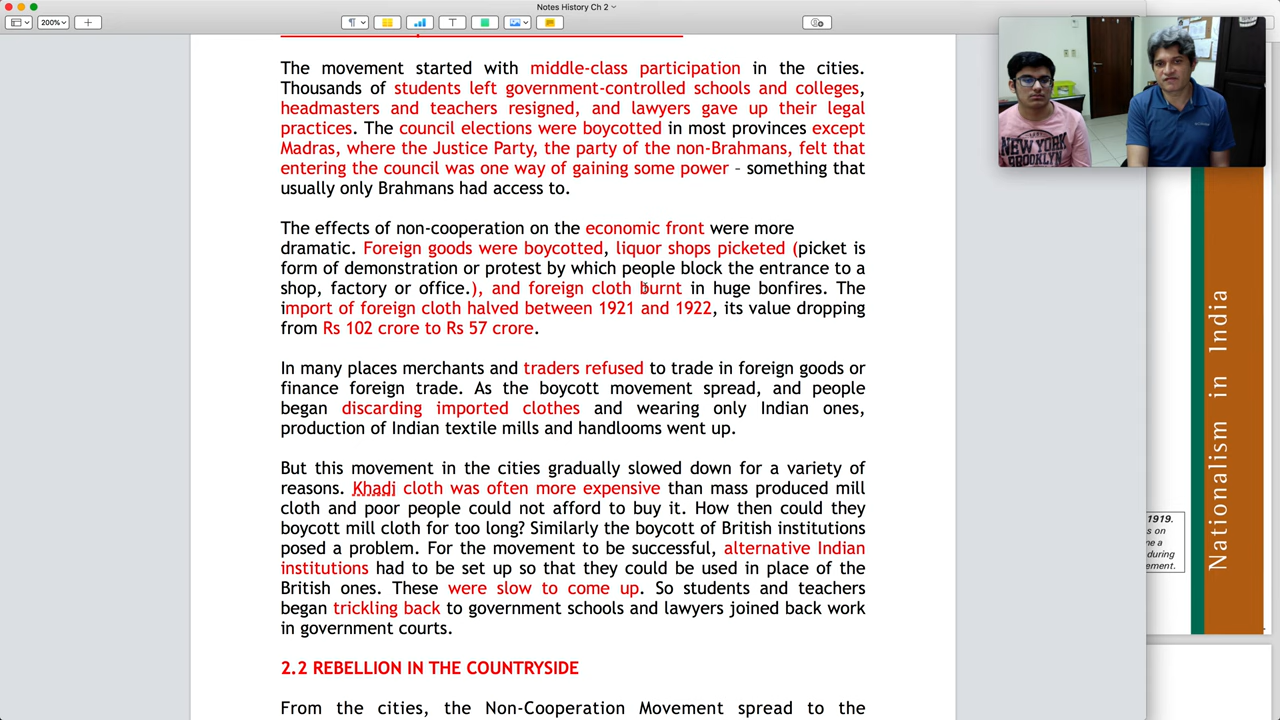 Notes History Ch 2
200%
The movement started with middle-class participation in the cities.
Thousands of students left government-controlled schools and colleges,
headmasters and teachers resigned, and lawyers gave up their legal
practices. The council elections were boycotted in most provinces except
Madras, where the Justice Party, the party of the non-Brahmans, felt that
entering the council was one way of gaining some power – something that
usually only Brahmans had access to.
The effects of non-cooperation on the economic front were more
dramatic. Foreign goods were boycotted, liquor shops picketed (picket is
form of demonstration or protest by which people block the entrance to a
shop, factory or office.), and foreign cloth burnt in huge bonfires. The
import of foreign cloth halved between 1921 and 1922, its value dropping
from Rs 102 crore to Rs 57 crore.
In many places merchants and traders refused to trade in foreign goods or
finance foreign trade. As the boycott movement spread, and people
began discarding imported clothes and wearing only Indian ones,
production of Indian textile mills and handlooms went up.
But this movement in the cities gradually slowed down for a variety of
reasons. Khadi cloth was often more expensive than mass produced mill
cloth and poor people could not afford to buy it. How then could they
boycott mill cloth for too long? Similarly the boycott of British institutions
posed a problem. For the movement to be successful, alternative Indian
institutions had to be set up so that they could be used in place of the
British ones. These were slow to come up. So students and teachers
began trickling back to government schools and lawyers joined back work
in government courts.
2.2 REBELLION IN THE COUNTRYSIDE
From the cities, the Non-Cooperation Movement spread to the
NEW YORK
BROOKLYN
Nationalism in India
1919.
s on
me a
during
ement.